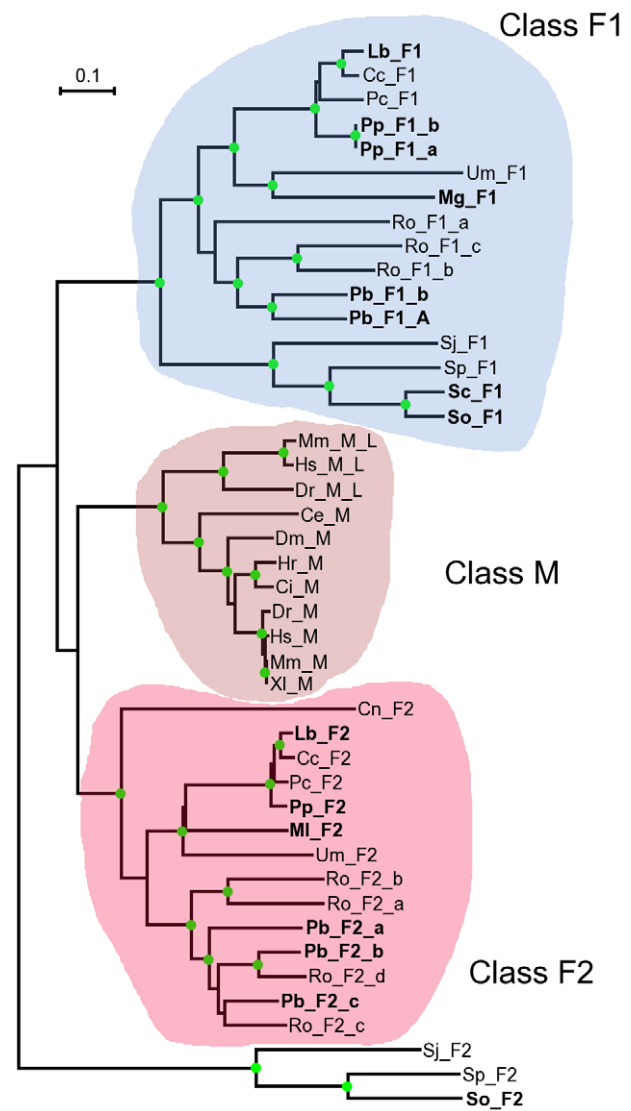 Class F1
0.1
Lb_F1
Cc_F1
Pc_F1
Pp_F1_b
Pp_F1_a
Um_F1
Mg_F1
Ro_F1_a
Ro_F1_c
Ro_F1_b
Pb_F1_b
Pb_F1_A
Sj_F1
Sp_F1
Sc_F1
So_F1
Mm_M_L
Hs_M_L
Dr_M_L
Ce_M
Dm_M
Hr_M
Ci_M
Class M
Dr_M
Hs_M
Mm_M
Xl_M
Cn_F2
Lb_F2
Cc_F2
Pc_F2
Pp_F2
Ml_F2
Um_F2
Ro_F2_b
Ro_F2_a
Pb_F2_a
Pb_F2_b
Ro_F2_d
Class F2
Pb_F2_c
Ro_F2_c
Sj_F2
Sp_F2
So_F2